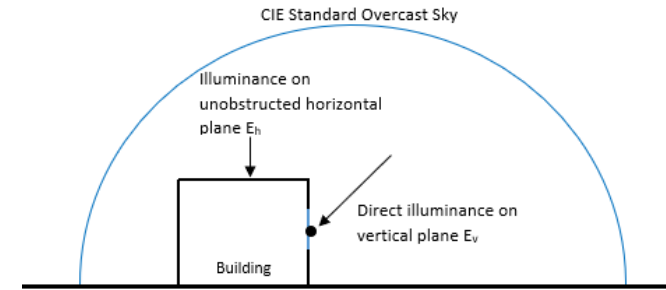 CIE Standard Overcast Sky
Illuminance on
unobstructed horizontal
plane Eₕ
Direct illuminance on
vertical plane Eᵥ
Building